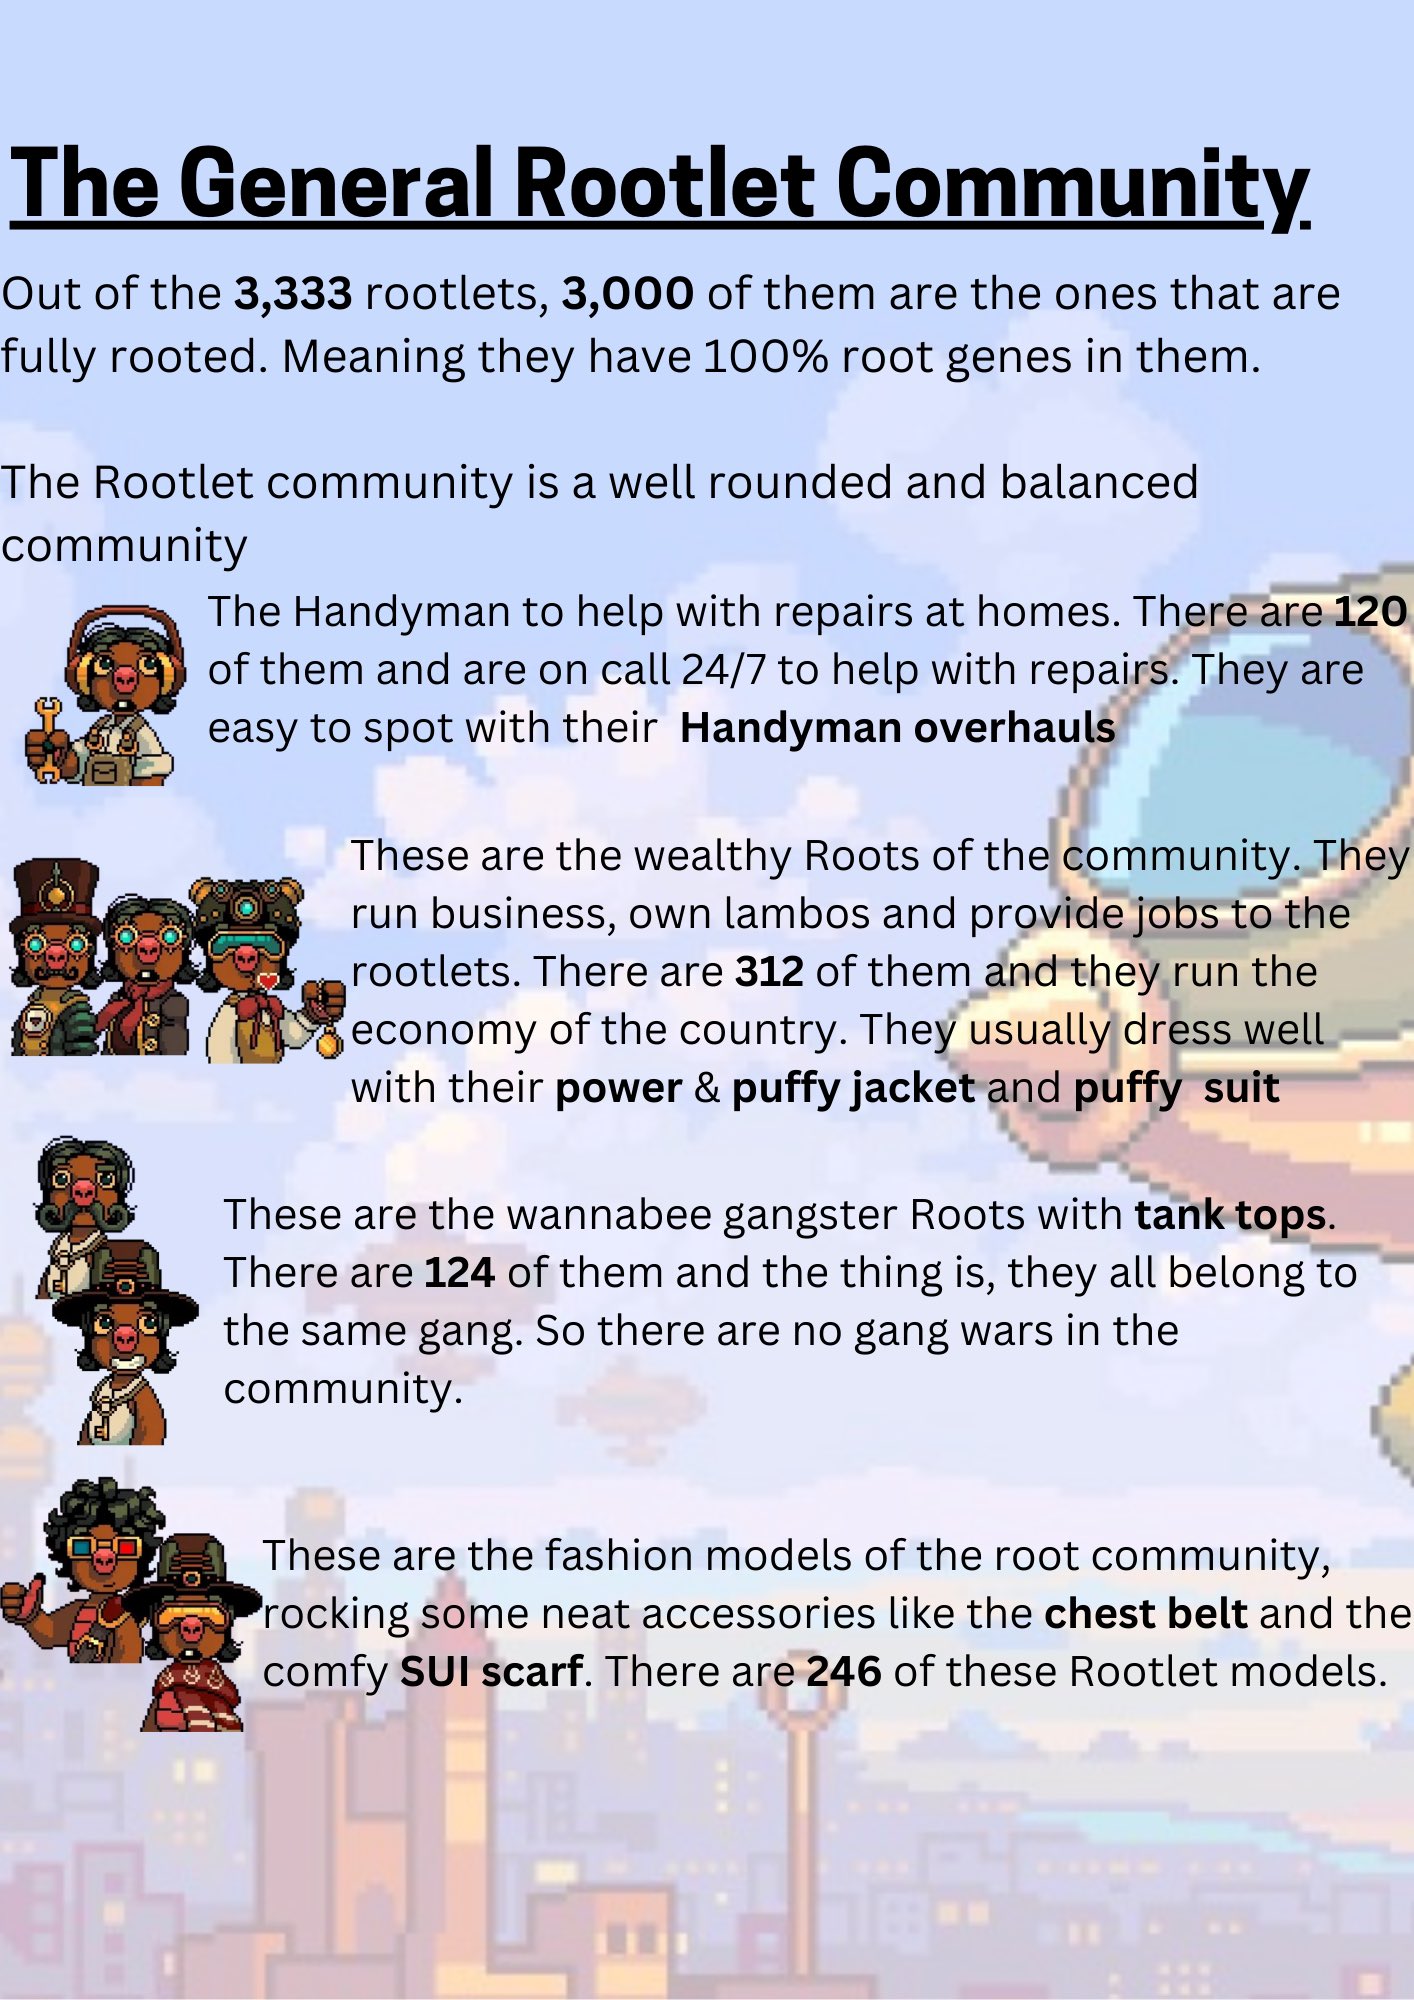 The General Rootlet Community
Out of the 3,333 rootlets, 3,000 of them are the ones that are
fully rooted. Meaning they have 100% root genes in them.
The Rootlet community is a well rounded and balanced
community
The Handyman to help with repairs at homes. There are 120
of them and are on call 24/7 to help with repairs. They are
easy to spot with their  Handyman overhauls
These are the wealthy Roots of the community. They
run business, own lambos and provide jobs to the
rootlets. There are 312 of them and they run the
economy of the country. They usually dress well
with their power & puffy jacket and puffy  suit
These are the wannabee gangster Roots with tank tops.
There are 124 of them and the thing is, they all belong to
the same gang. So there are no gang wars in the
community.
These are the fashion models of the root community,
rocking some neat accessories like the chest belt and the
comfy SUI scarf. There are 246 of these Rootlet models.